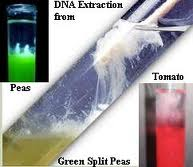 DNA Extraction
from
Peas
Tomato
Green Split Peas